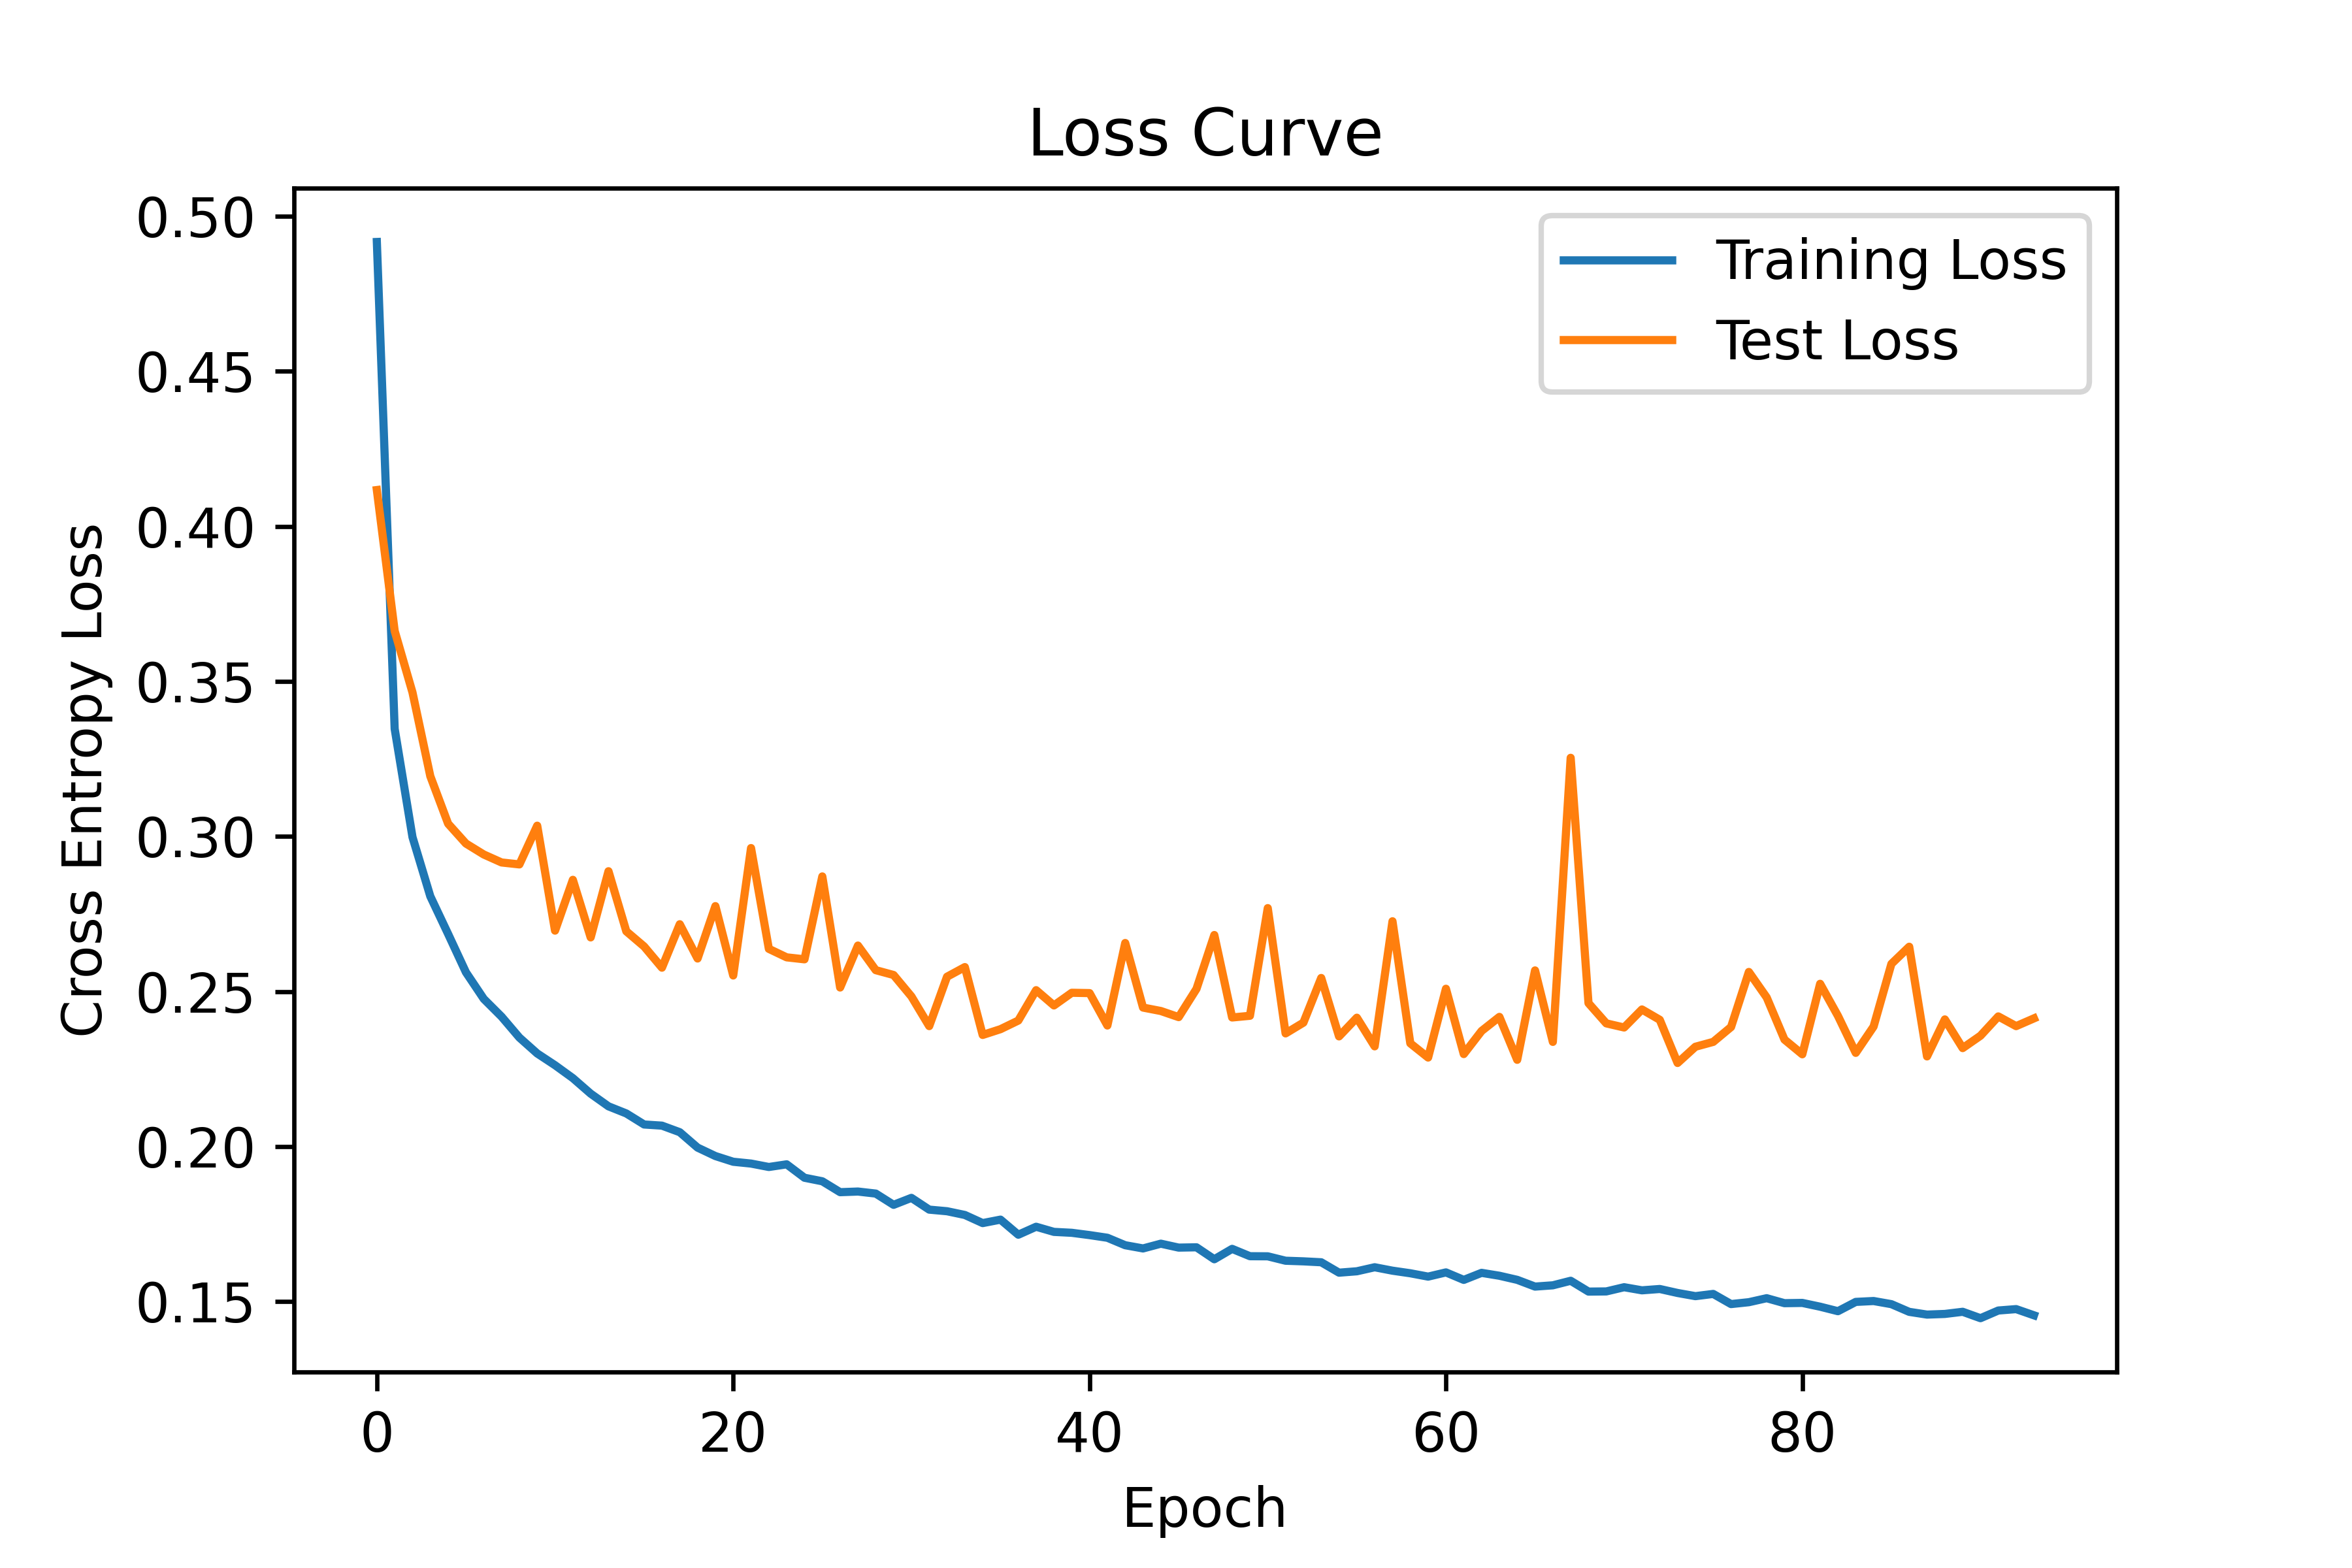 Loss Curve
Training Loss
Test Loss
Cross Entropy Loss
0.50
0.45
0.40
0.35
0.30
0.25
0.20
0.15
0 20 40 60 80
Epoch